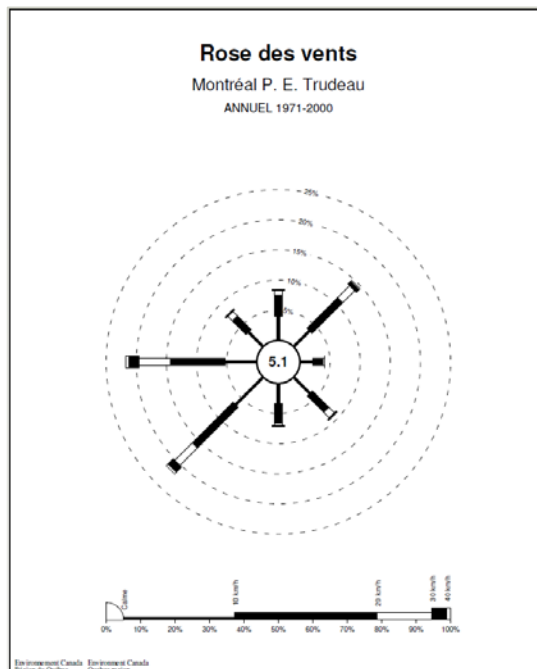 Rose des vents
Montréal P. E. Trudeau
ANNUEL 1971-2000
25%
20%
15%
10%
5%
5.1
Calme
10 km/h
20 km/h
30 km/h
40 km/h
0%
10%
20%
30%
40%
50%
60%
70%
80%
90%
100%
Environnement Canada Environment Canada